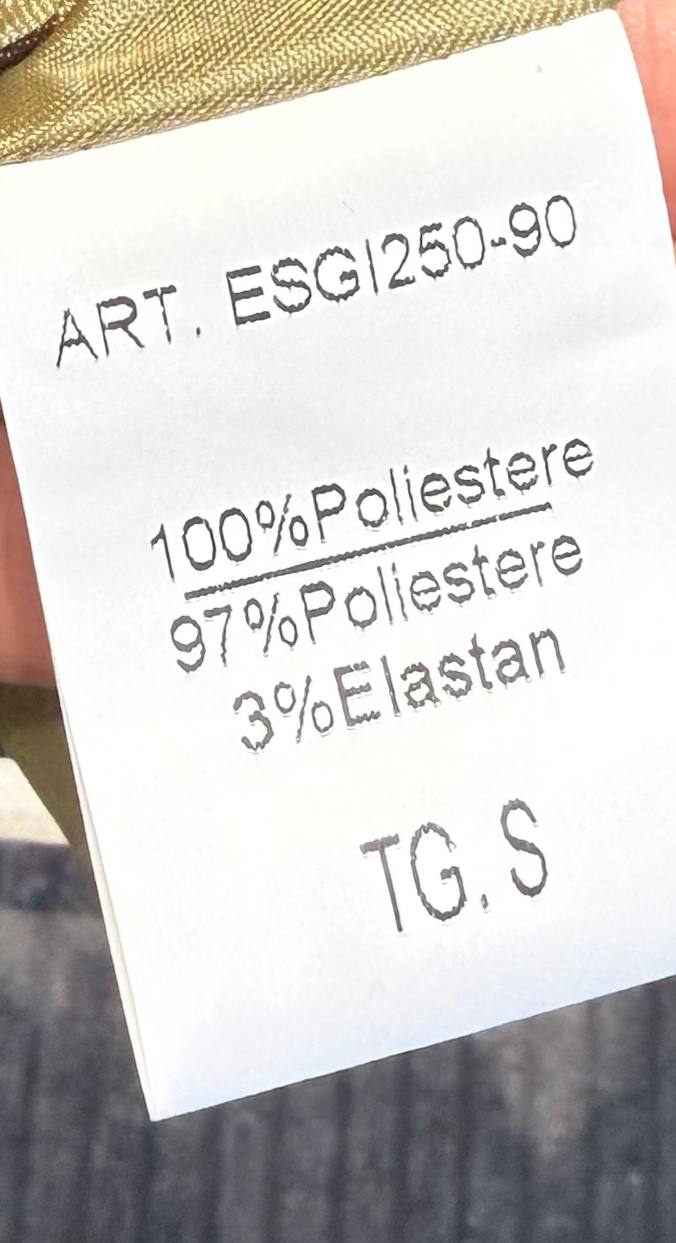 ART. ESGI250-90
100%Poliestere
97%Poliestere
3%Elastan
TG. S